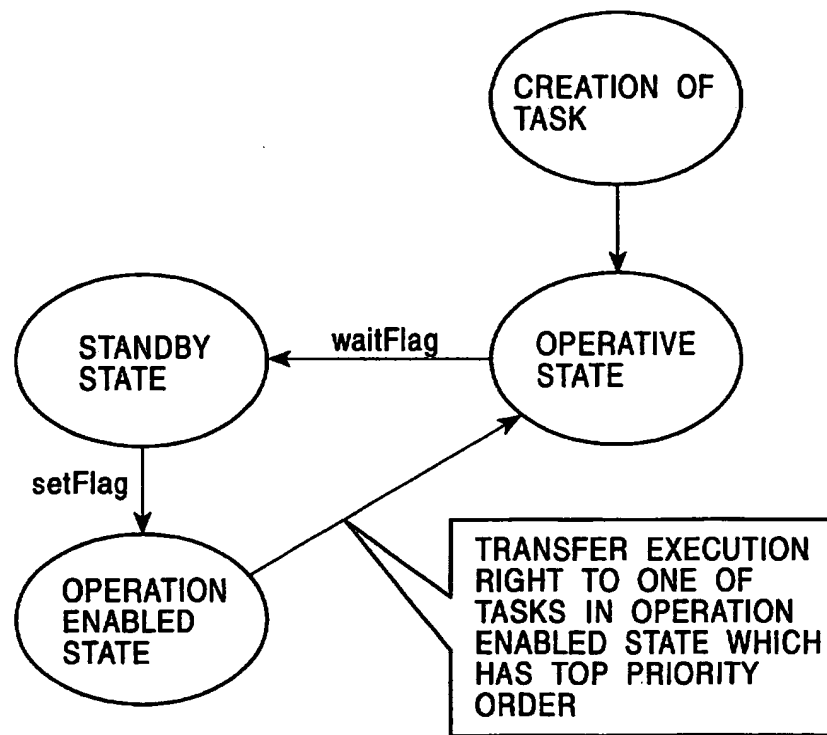 CREATION OF
TASK
STANDBY
STATE
waitFlag
OPERATIVE
STATE
setFlag
OPERATION
ENABLED
STATE
TRANSFER EXECUTION
RIGHT TO ONE OF
TASKS IN OPERATION
ENABLED STATE WHICH
HAS TOP PRIORITY
ORDER